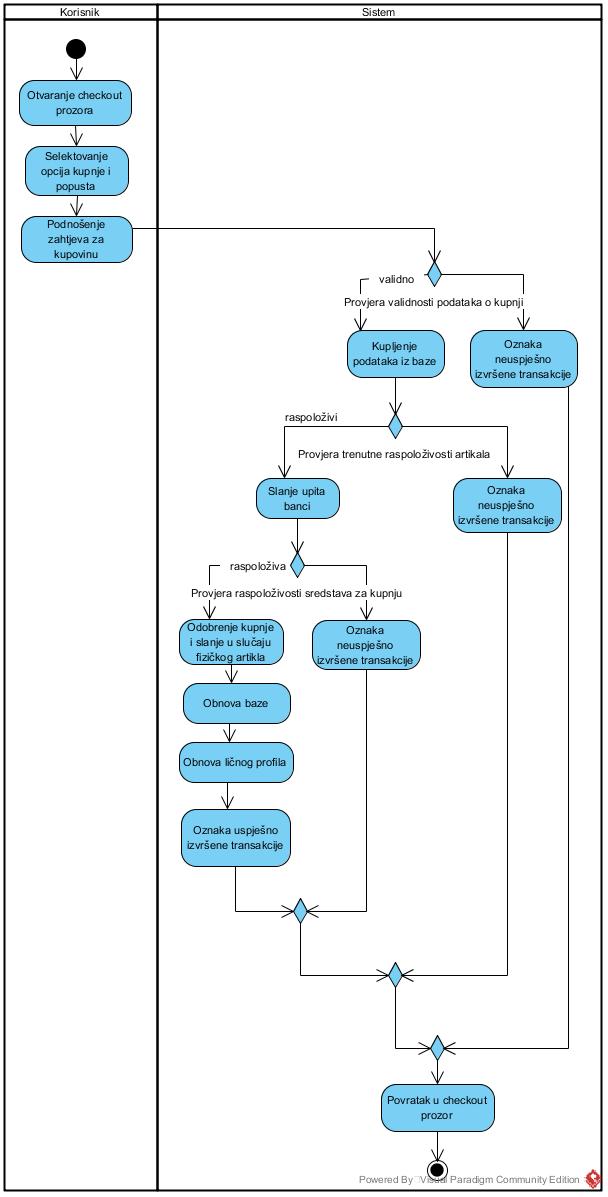 Korisnik
Sistem
Otvaranje checkout
prozora
Selektovanje
opcija kupnje i
popusta
Podnošenje
zahtjeva za
kupovinu
validno
Provjera validnosti podataka o kupnji
Kupljenje
podataka iz baze
Oznaka
neuspješno
izvršene transakcije
raspoloživi
Provjera trenutne raspoloživosti artikala
Slanje upita
banci
Oznaka
neuspješno
izvršene transakcije
raspoloživa
Provjera raspoloživosti sredstava za kupnju
Odobrenje kupnje
i slanje u slučaju
fizičkog artikla
Oznaka
neuspješno
izvršene transakcije
Obnova baze
Obnova ličnog profila
Oznaka uspješno
izvršene transakcije
Povratak u checkout
prozor
Powered By Visual Paradigm Community Edition